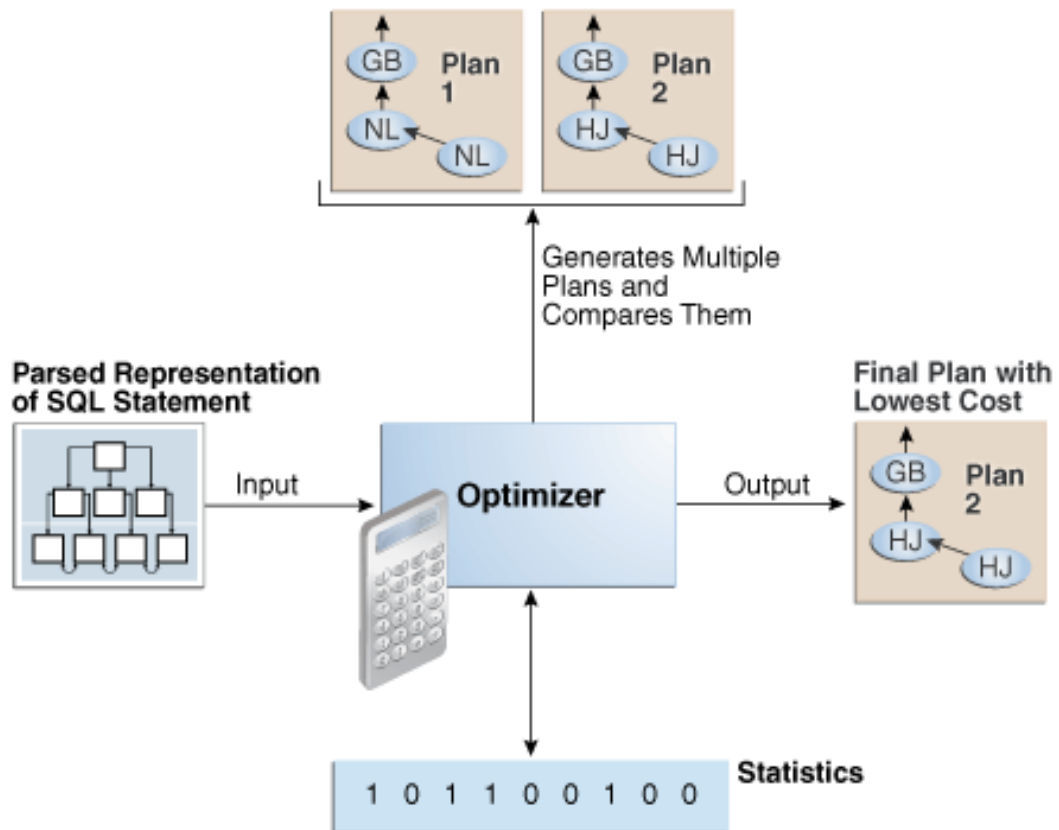 GB Plan
1
NL
NL
GB Plan
2
HJ
HJ
Generates Multiple
Plans and
Compares Them
Parsed Representation
of SQL Statement
Input
Optimizer
Output
Final Plan with
Lowest Cost
GB Plan
2
HJ
HJ
Statistics
1 0 1 1 0 0 1 0 0